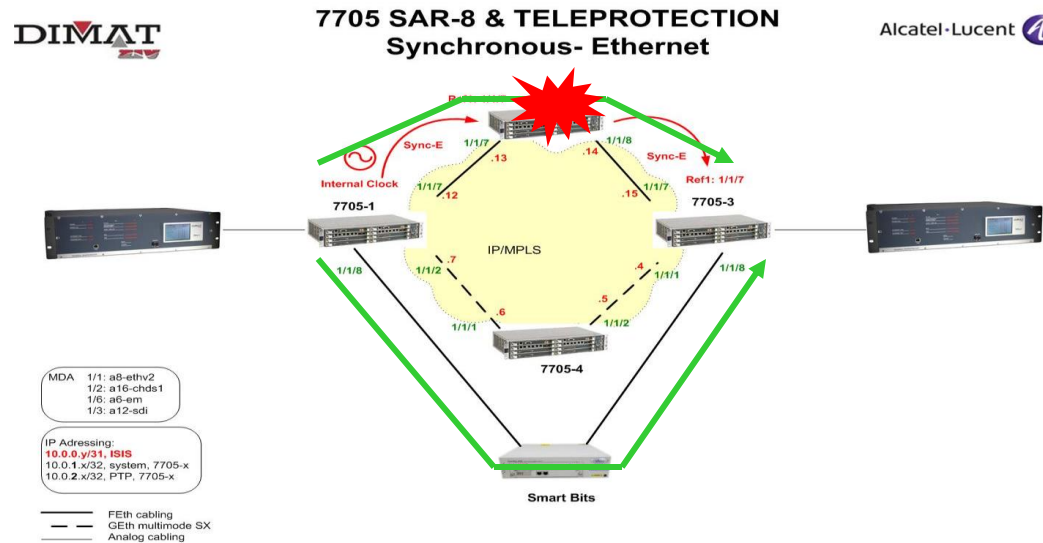 7705 SAR-8 & TELEPROTECTION
Synchronous- Ethernet
DIMAT
ZIV
Alcatel·Lucent
Sync-E
Internal Clock
1/1/7
.13
.14
1/1/8
Sync-E
Ref1: 1/1/7
1/1/7
.12
.15
1/1/7
7705-1
7705-3
IP/MPLS
1/1/8
1/1/2
.7
.4
1/1/1
1/1/8
.6
.5
1/1/1
1/1/2
7705-4
Smart Bits
MDA 1/1: a8-ethv2
1/2: a16-chds1
1/6: a6-em
1/3: a12-sdi
IP Adressing:
10.0.0.y/31, ISIS
10.0.1.x/32, system, 7705-x
10.0.2.x/32, PTP, 7705-x
FEth cabling
GEth multimode SX
Analog cabling